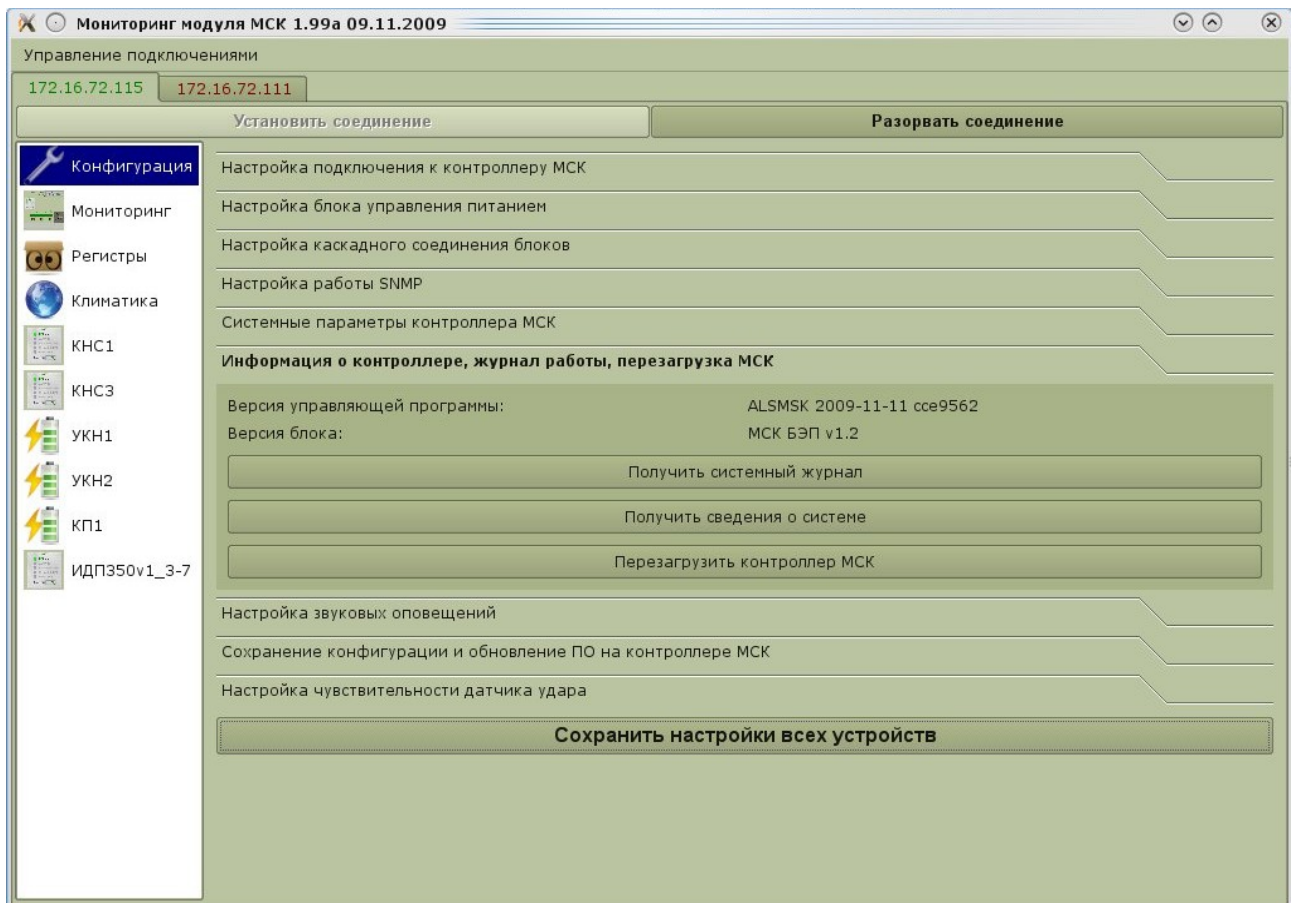 Мониторинг модуля МСК 1.99a 09.11.2009
Управление подключениями
172.16.72.115 172.16.72.111
Установить соединение Разорвать соединение
Конфигурация
Мониторинг
Регистры
Климатика
КНС1
КНС3
УКН1
УКН2
КП1
ИДП350v1_3-7
Настройка подключения к контроллеру МСК
Настройка блока управления питанием
Настройка каскадного соединения блоков
Настройка работы SNMP
Системные параметры контроллера МСК
Информация о контроллере, журнал работы, перезагрузка МСК
Версия управляющей программы: ALSMSK 2009-11-11 cce9562
Версия блока: МСК БЭП v1.2
Получить системный журнал
Получить сведения о системе
Перезагрузить контроллер МСК
Настройка звуковых оповещений
Сохранение конфигурации и обновление ПО на контроллере МСК
Настройка чувствительности датчика удара
Сохранить настройки всех устройств